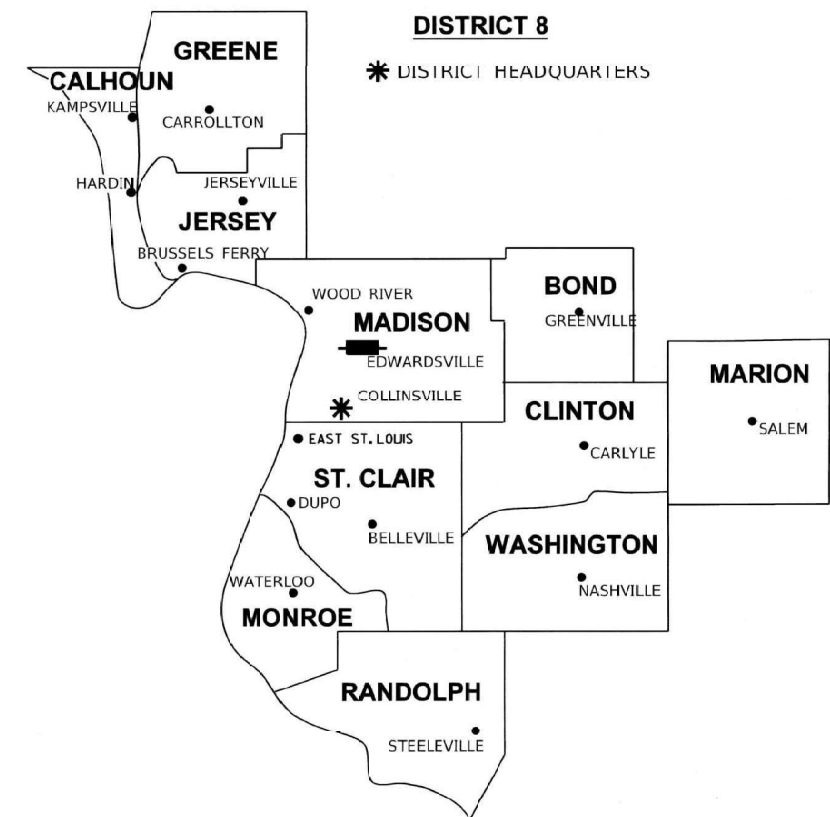 DISTRICT 8
DISTRICT HEADQUARTERS
GREENE
CALHOUN
KAMPSVILLE
CARROLLTON
HARDIN
JERSEYVILLE
JERSEY
BRUSSELS FERRY
WOOD RIVER
MADISON
EDWARDSVILLE
COLLINSVILLE
BOND
GREENVILLE
MARION
SALEM
CLINTON
CARLYLE
EAST ST. LOUIS
ST. CLAIR
DUPO
BELLEVILLE
WASHINGTON
NASHVILLE
WATERLOO
MONROE
RANDOLPH
STEELEVILLE